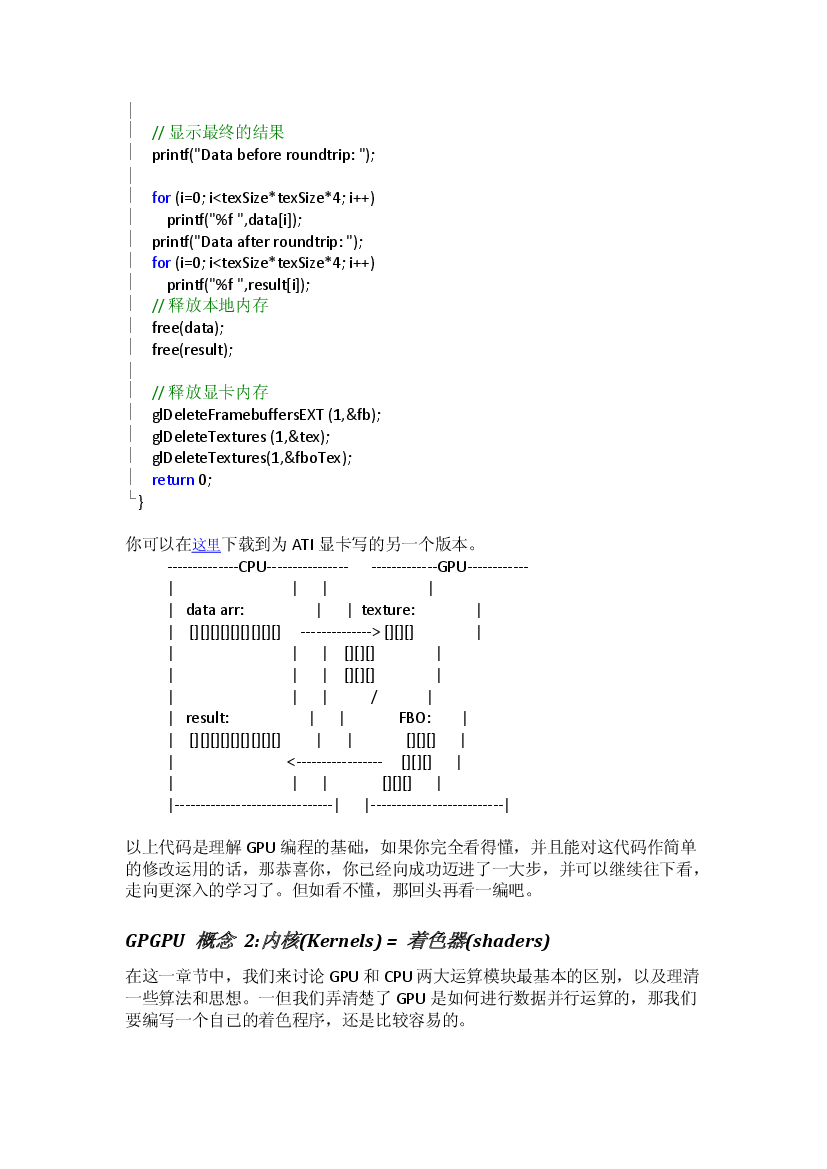 // 显示最终的结果
printf("Data before roundtrip: ");
for (i=0; i<texSize*texSize*4; i++)
printf("%f ",data[i]);
printf("Data after roundtrip: ");
for (i=0; i<texSize*texSize*4; i++)
printf("%f ",result[i]);
// 释放本地内存
free(data);
free(result);
// 释放显卡内存
glDeleteFramebuffersEXT (1,&fb);
glDeleteTextures (1,&tex);
glDeleteTextures(1,&fboTex);
return 0;
}
你可以在这里下载到为 ATI 显卡写的另一个版本。
--------------CPU---------------- -------------GPU------------
| | | |
| data arr: | | texture: |
| [][][][][][][][][] --------------> [][][] |
| | | [][][] |
| | | [][][] |
| | | / |
| result: | | FBO: |
| [][][][][][][][][] | | [][][] |
| <----------------- [][][] |
| | | [][][] |
|-------------------------------| |--------------------------|
以上代码是理解 GPU 编程的基础，如果你完全看得懂，并且能对这代码作简单
的修改运用的话，那恭喜你，你已经向成功迈进了一大步，并可以继续往下看，
走向更深入的学习了。但如看不懂，那回头再看一编吧。
GPGPU 概念 2:内核(Kernels) = 着色器(shaders)
在这一章节中，我们来讨论 GPU 和 CPU 两大运算模块最基本的区别，以及理清
一些算法和思想。一但我们弄清楚了 GPU 是如何进行数据并行运算的，那我们
要编写一个自已的着色程序，还是比较容易的。